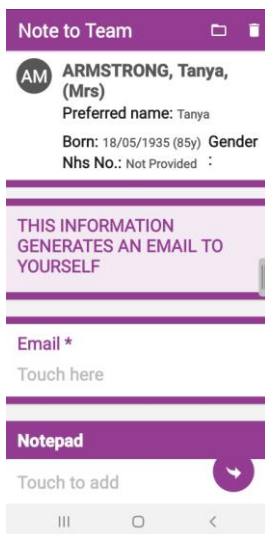 Note to Team
AM
ARMSTRONG, Tanya,
(Mrs)
Preferred name: Tanya
Born: 18/05/1935 (85y) Gender
Nhs No.: Not Provided :
THIS INFORMATION
GENERATES AN EMAIL TO
YOURSELF
Email *
Touch here
Notepad
Touch to add